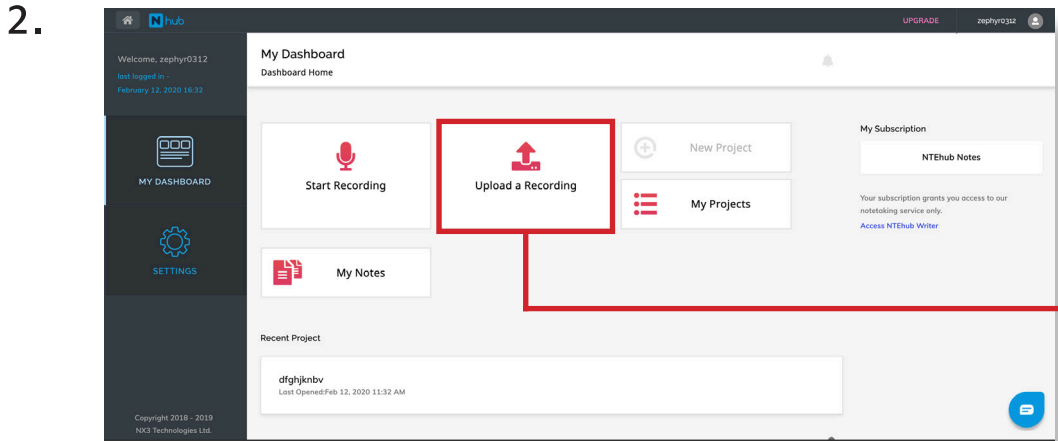 2.
N hub
UPGRADE
zephyr0312
Welcome, zephyr0312
last logged in -
February 12, 2020 16:32
MY DASHBOARD
SETTINGS
Copyright 2018 - 2019
NX3 Technologies Ltd.
My Dashboard
Dashboard Home
Start Recording
Upload a Recording
New Project
My Projects
My Notes
My Subscription
NTEhub Notes
Your subscription grants you access to our
notetaking service only.
Access NTEhub Writer
Recent Project
dfghjknbv
Last Opened:Feb 12, 2020 11:32 AM